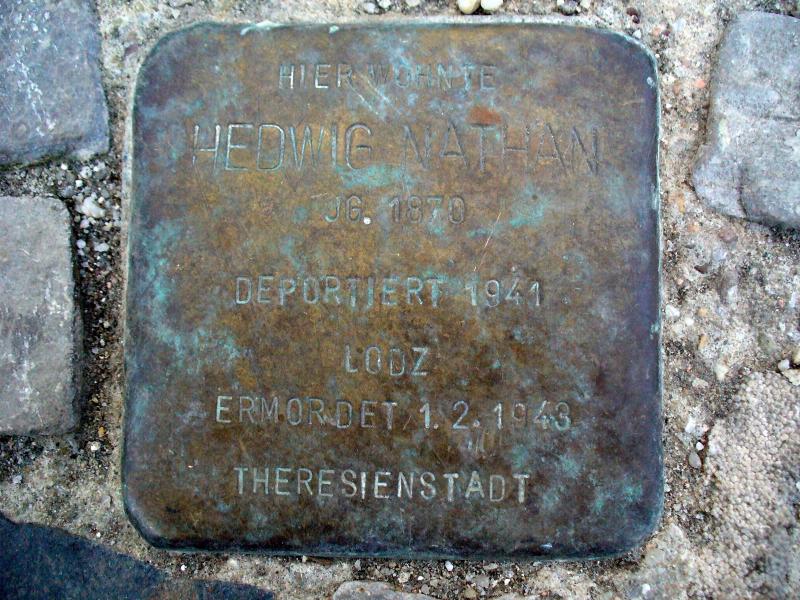 HIER WOHNTE
HEDWIG NATHAN
JG. 1870
DEPORTIERT 1941
LODZ
ERMORDET 1.2.1943
THERESIENSTADT